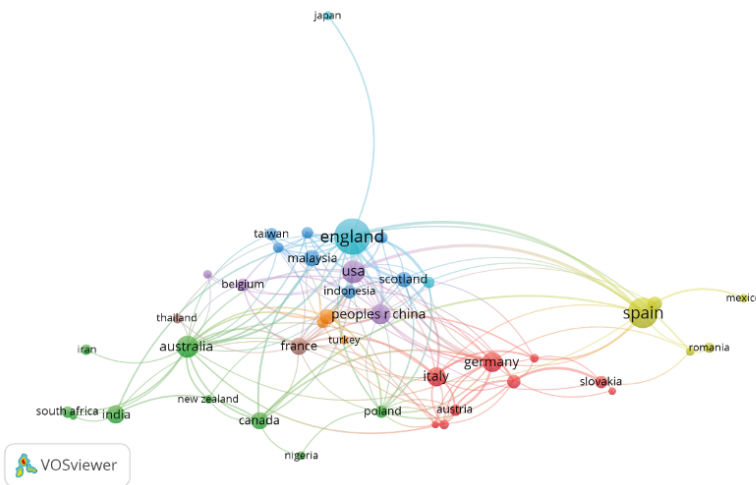 japan
taiwan
england
malaysia
usa
scotland
belgium
indonesia
mexico
thailand
peoples r china
spain
turkey
iran
australia
france
romania
germany
italy
slovakia
new zealand
south africa
india
canada
poland
austria
nigeria
VOSviewer